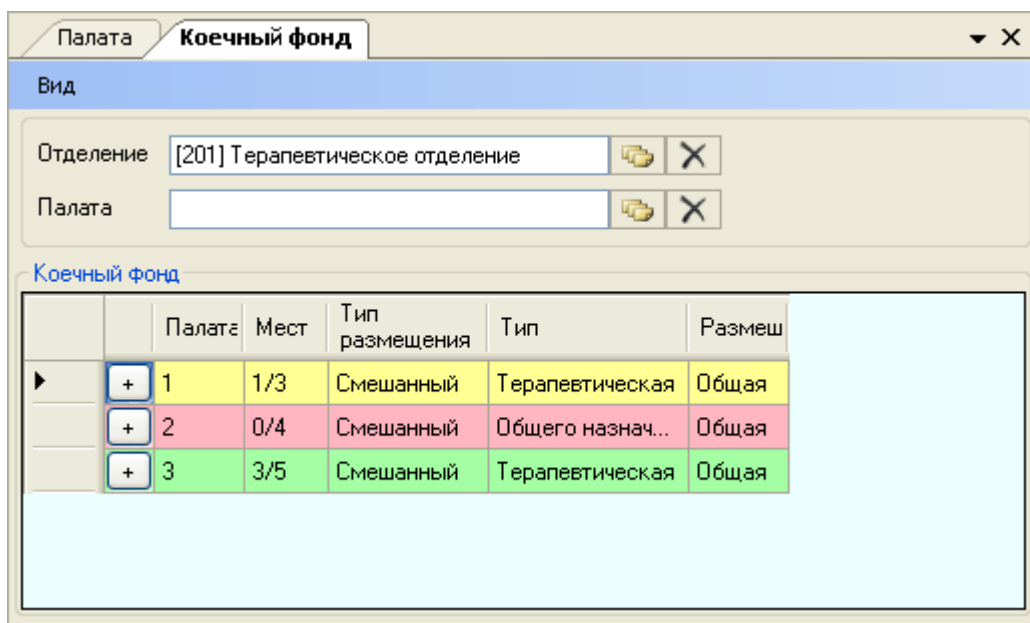 Палата Коечный фонд
Вид
Отделение [201] Терапевтическое отделение
Палата
Коечный фонд
Палата Мест Тип размещения Тип Размещ
+ 1 1/3 Смешанный Терапевтическая Общая
+ 2 0/4 Смешанный Общего назнач... Общая
+ 3 3/5 Смешанный Терапевтическая Общая